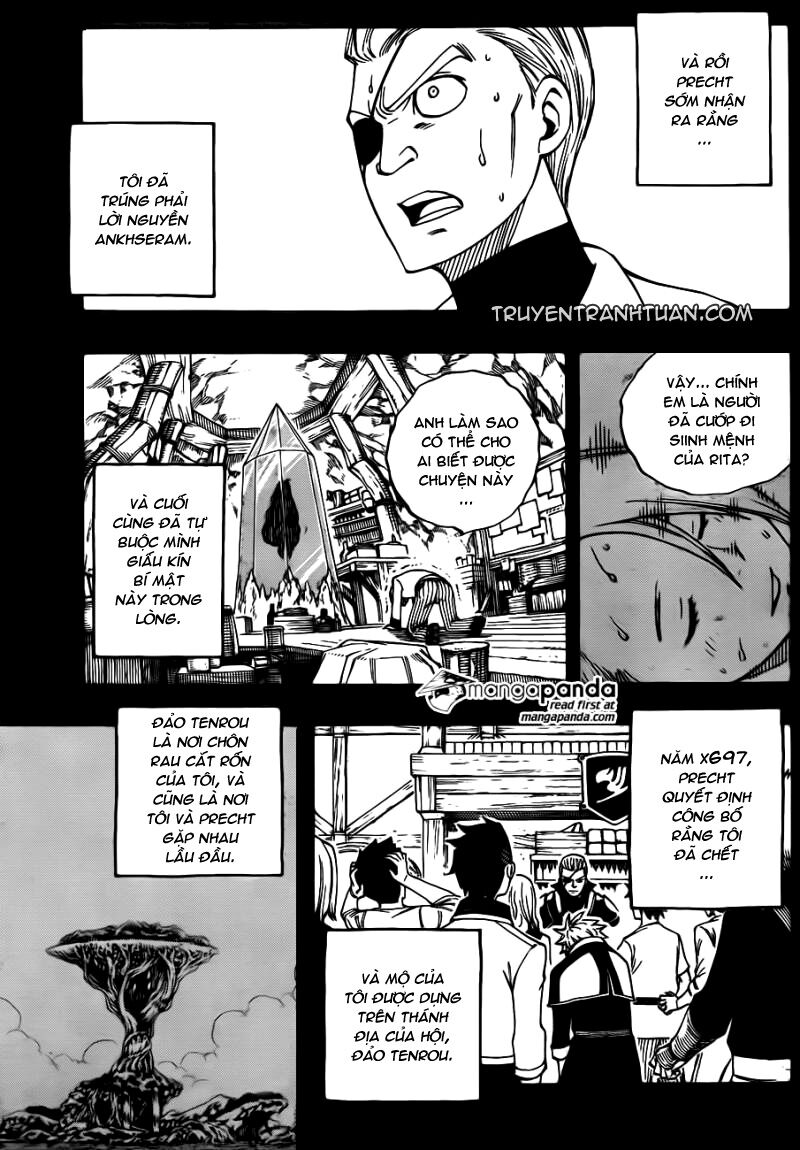 VÀ RỒI
PRECHT
SỚM NHẬN
RA RẰNG
...
TÔI ĐÃ
TRÚNG PHẢI
LỜI NGUYỀN
ANKHSERAM.
TRUYENTRANHTUAN.COM
VẬY... CHÍNH
EM LÀ NGƯỜI
ĐÃ CƯỚP ĐI
SIINH MỆNH
CỦA RITA?
ANH LÀM SAO
CÓ THỂ CHO
AI BIẾT ĐƯỢC
CHUYỆN NÀY
...
VÀ CUỐI
CÙNG ĐÃ TỰ
BUỘC MÌNH
GIẤU KÍN
BÍ MẬT
NÀY TRONG
LÒNG.
mangapanda
read first at
mangapanda.com
NĂM X697,
PRECHT
QUYẾT ĐỊNH
CÔNG BỐ
RẰNG TÔI
ĐÃ CHẾT
...
VÀ MỘ CỦA
TÔI ĐƯỢC DỰNG
TRÊN THÁNH
ĐỊA CỦA HỘI,
ĐẢO TENROU.
ĐẢO TENROU
LÀ NƠI CHÔN
RAU CẮT RỐN
CỦA TÔI, VÀ
CŨNG LÀ NƠI
TÔI VÀ PRECHT
GẶP NHAU
LẦU ĐẦU.